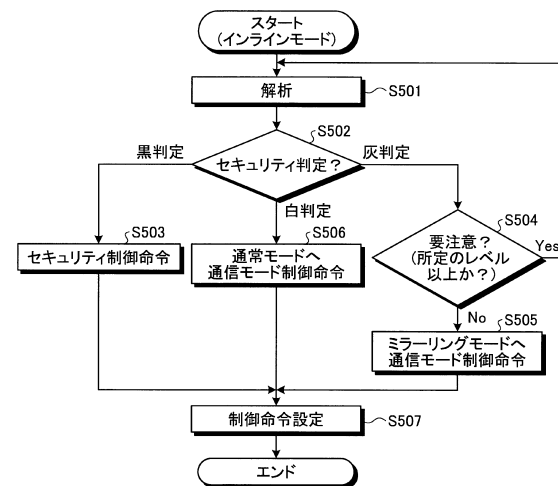 スタート
(インラインモード)
解析
S501
S502
セキュリティ判定?
黒判定
灰判定
白判定
S503
セキュリティ制御命令
S506
通常モードへ
通信モード制御命令
S504
要注意?
(所定のレベル
以上か?)
Yes
No
S505
ミラーリングモードへ
通信モード制御命令
制御命令設定
S507
エンド